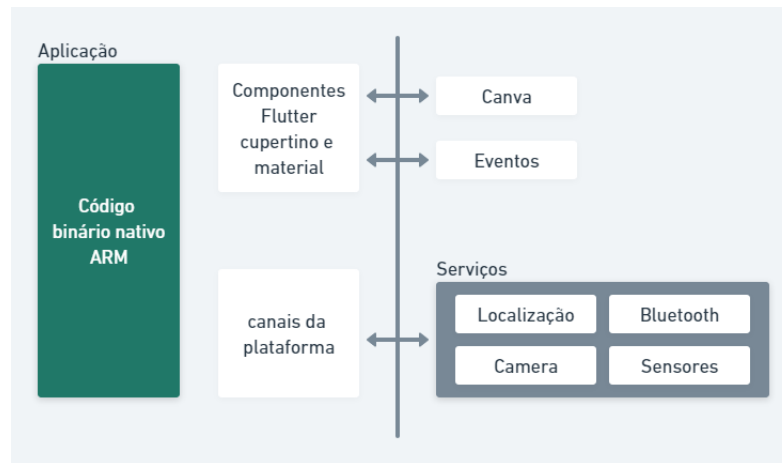 Aplicação
Código
binário nativo
ARM
Componentes
Flutter
cupertino e
material
canais da
plataforma
Canva
Eventos
Serviços
Localização
Bluetooth
Camera
Sensores